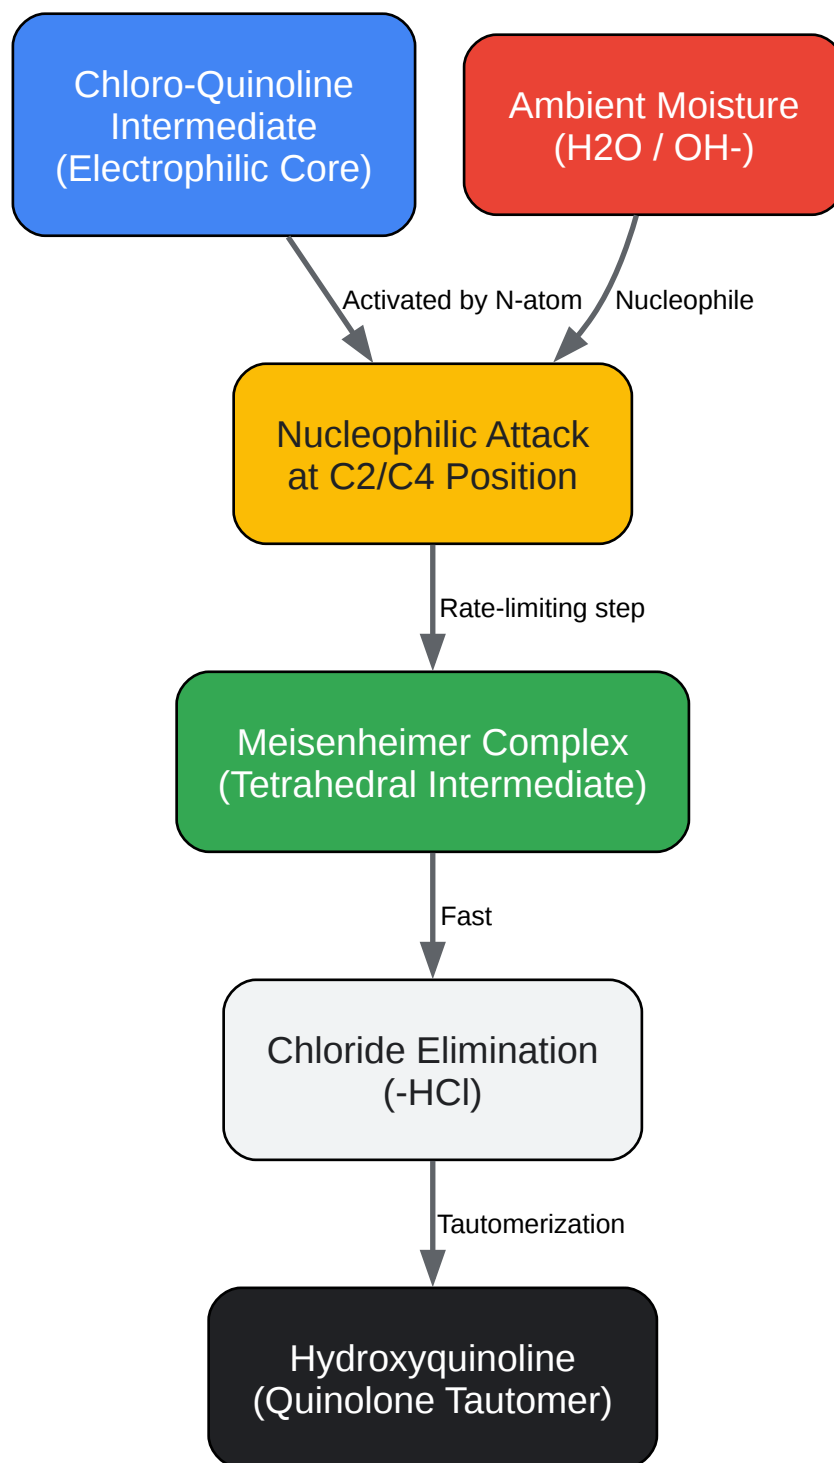 Chloro-Quinoline
Intermediate
(Electrophilic Core)
Ambient Moisture
(H2O / OH-)
Activated by N-atom
Nucleophile
Nucleophilic Attack
at C2/C4 Position
Rate-limiting step
Meisenheimer Complex
(Tetrahedral Intermediate)
Fast
Chloride Elimination
(-HCl)
Tautomerization
Hydroxyquinoline
(Quinolone Tautomer)